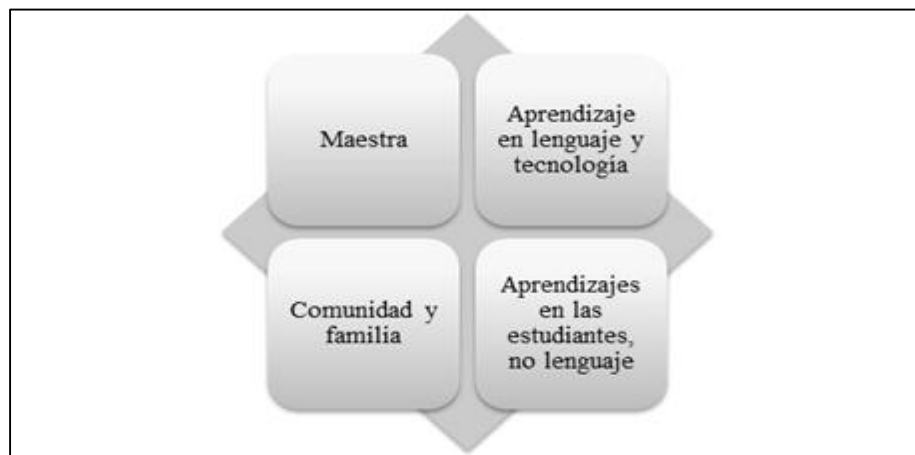 Maestra
Aprendizaje
en lenguaje y
tecnología
Comunidad y
familia
Aprendizajes
en las
estudiantes,
no lenguaje